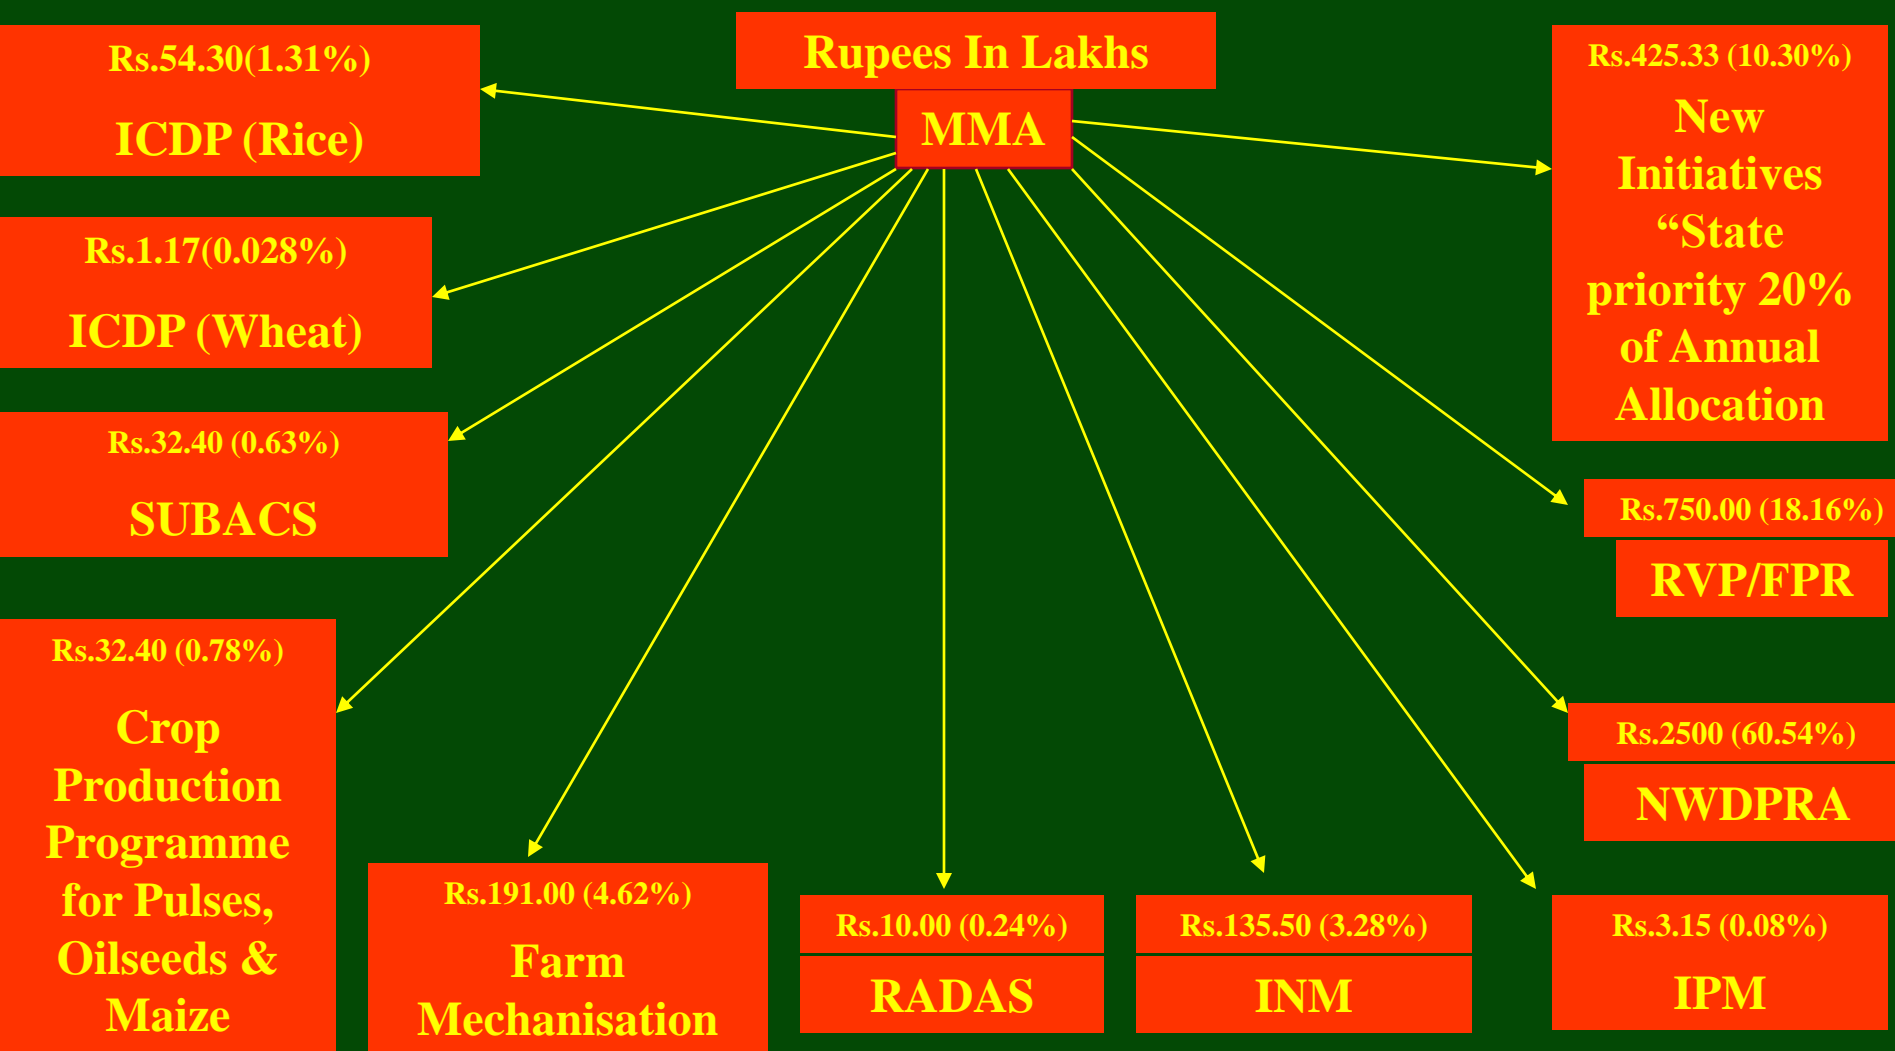 Rupees In Lakhs
MMA
Rs.54.30(1.31%)
ICDP (Rice)
Rs.1.17(0.028%)
ICDP (Wheat)
Rs.32.40 (0.63%)
SUBACS
Rs.32.40 (0.78%)
Crop
Production
Programme
for Pulses,
Oilseeds &
Maize
Rs.191.00 (4.62%)
Farm
Mechanisation
Rs.10.00 (0.24%)
RADAS
Rs.135.50 (3.28%)
INM
Rs.3.15 (0.08%)
IPM
Rs.2500 (60.54%)
NWDPRA
Rs.750.00 (18.16%)
RVP/FPR
Rs.425.33 (10.30%)
New
Initiatives
“State
priority 20%
of Annual
Allocation